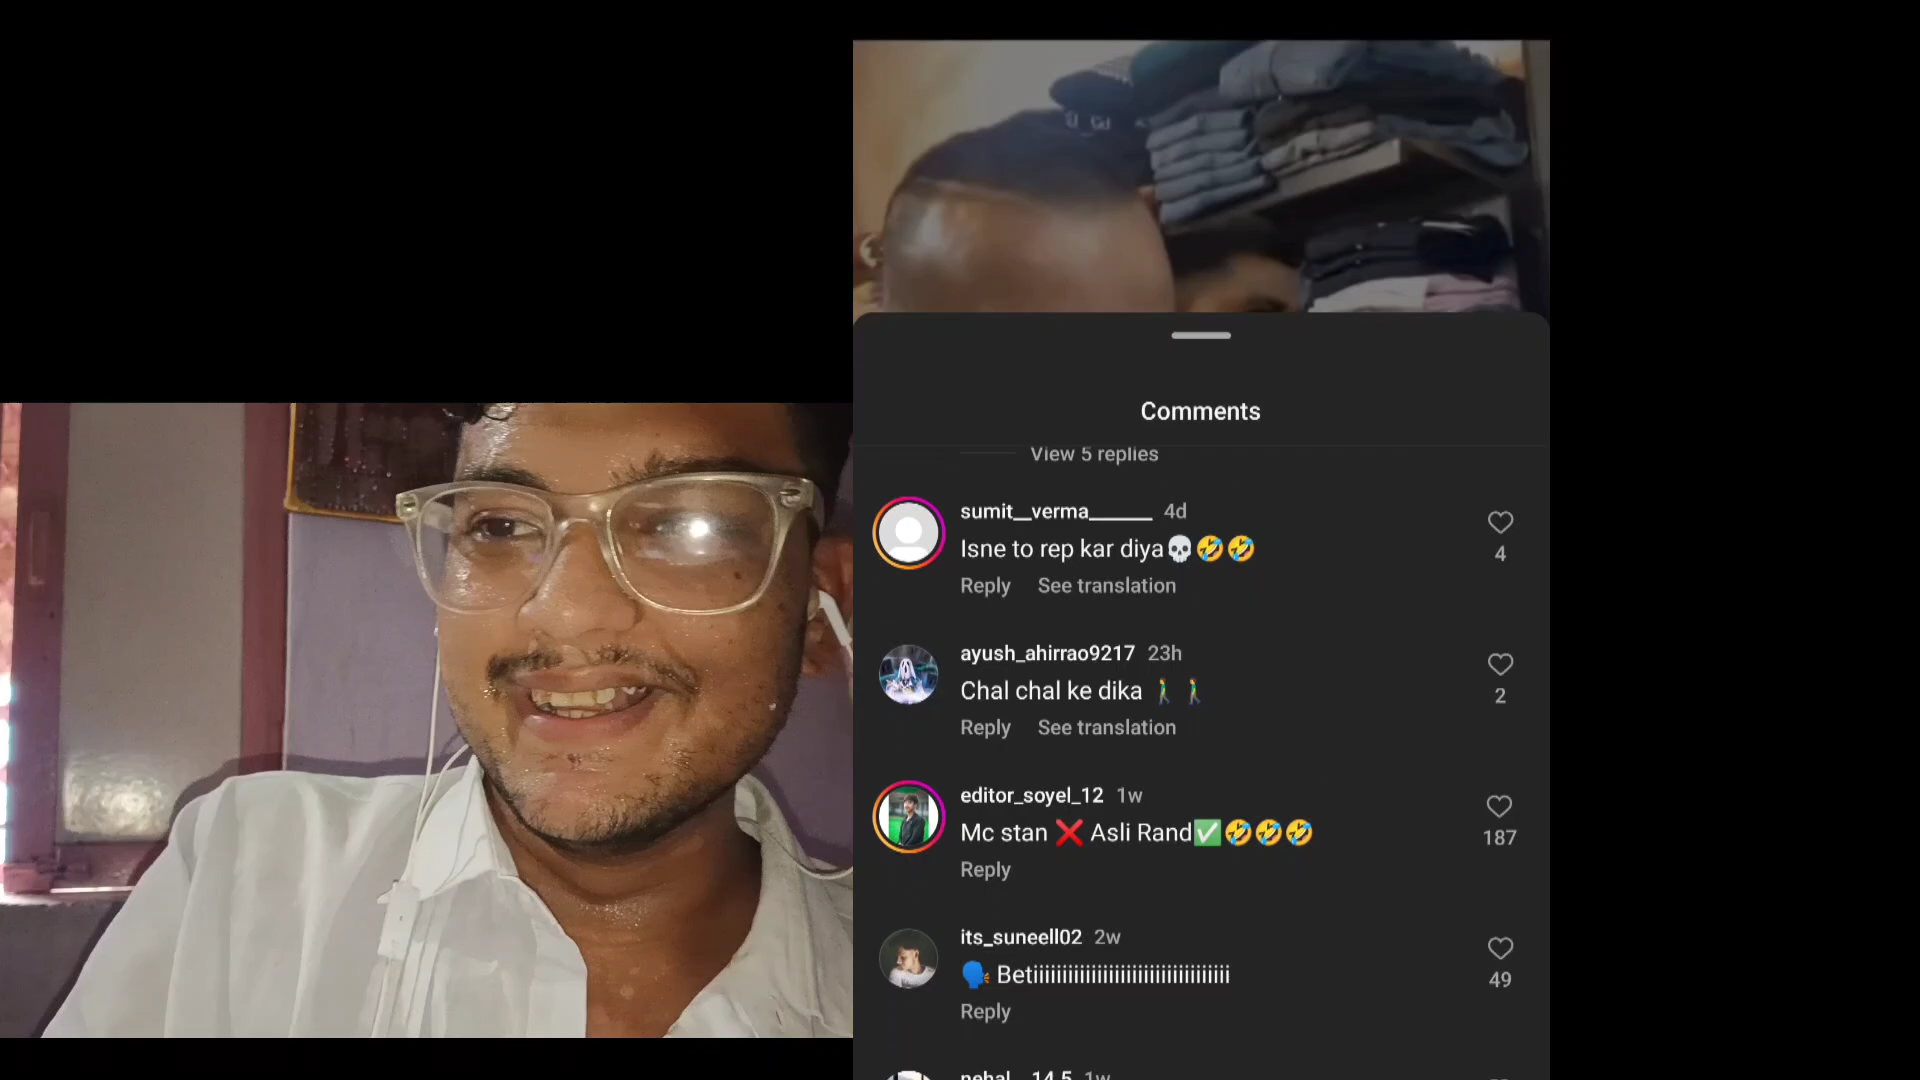 Comments
View 5 replies
sumit__verma______ 4d
Isne to rep kar diya💀🤣🤣
4
Reply See translation
ayush_ahirrao9217 23h
Chal chal ke dika 🚶‍♂️🚶‍♂️
2
Reply See translation
editor_soyel_12 1w
Mc stan ❌ Asli Rand✅🤣🤣🤣
187
Reply
its_suneell02 2w
🗣️ Betiiiiiiiiiiiiiiiiiiiiiiiiiiiiiiiiii
49
Reply